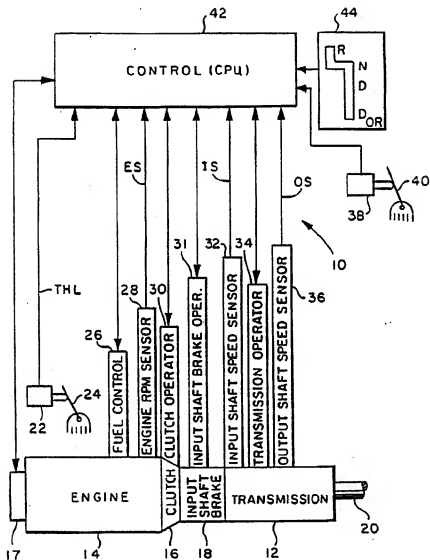 42
44
CONTROL (CPU)
R
N
D
D
OR
ES
IS
OS
40
38
10
THL
31
32
34
36
28
30
26
24
22
FUEL CONTROL
ENGINE RPM SENSOR
CLUTCH OPERATOR
INPUT SHAFT BRAKE OPER.
INPUT SHAFT SPEED SENSOR
TRANSMISSION OPERATOR
OUTPUT SHAFT SPEED SENSOR
ENGINE
CLUTCH
INPUT
SHAFT
BRAKE
TRANSMISSION
20
17
14
16
18
12